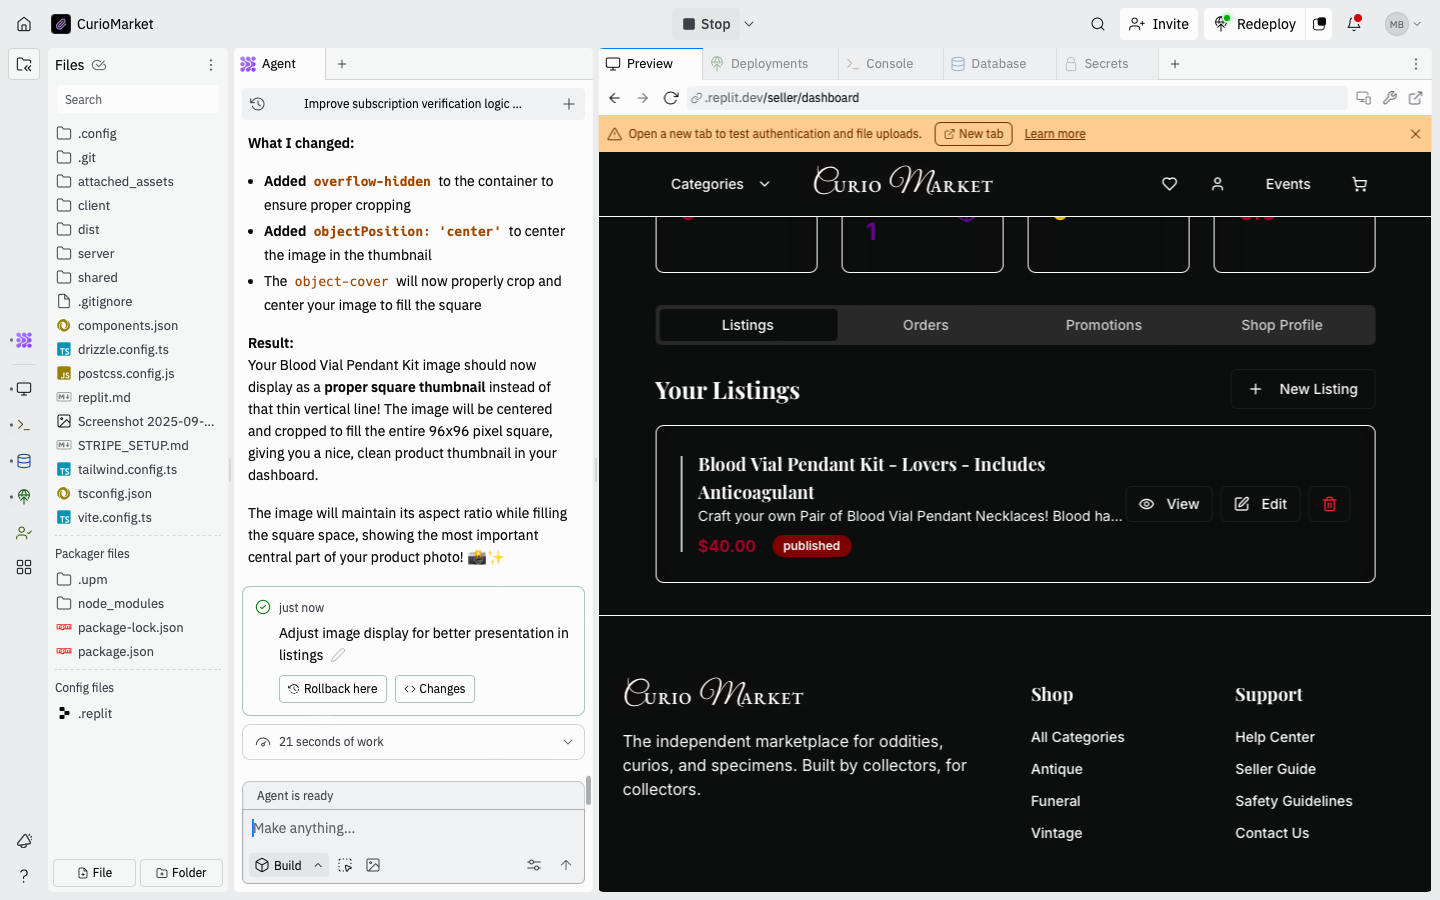 CurioMarket
Stop
Invite
Redeploy
MB
Files
Search
.config
.git
attached_assets
client
dist
server
shared
.gitignore
components.json
drizzle.config.ts
postcss.config.js
replit.md
Screenshot 2025-09-...
STRIPE_SETUP.md
tailwind.config.ts
tsconfig.json
vite.config.ts
Packager files
.upm
node_modules
package-lock.json
package.json
Config files
.replit
File
Folder
Agent
Improve subscription verification logic ...
What I changed:
Added overflow-hidden to the container to
ensure proper cropping
Added objectPosition: 'center' to center
the image in the thumbnail
The object-cover will now properly crop and
center your image to fill the square
Result:
Your Blood Vial Pendant Kit image should now
display as a proper square thumbnail instead of
that thin vertical line! The image will be centered
and cropped to fill the entire 96x96 pixel square,
giving you a nice, clean product thumbnail in your
dashboard.
The image will maintain its aspect ratio while filling
the square space, showing the most important
central part of your product photo! 📸✨
just now
Adjust image display for better presentation in
listings
Rollback here
Changes
21 seconds of work
Agent is ready
Make anything...
Build
Preview
Deployments
Console
Database
Secrets
.replit.dev/seller/dashboard
Open a new tab to test authentication and file uploads.
New tab
Learn more
Categories
Curio Market
Events
1
Listings
Orders
Promotions
Shop Profile
Your Listings
New Listing
Blood Vial Pendant Kit - Lovers - Includes
Anticoagulant
Craft your own Pair of Blood Vial Pendant Necklaces! Blood ha...
$40.00
published
View
Edit
Curio Market
The independent marketplace for oddities,
curios, and specimens. Built by collectors, for
collectors.
Shop
All Categories
Antique
Funeral
Vintage
Support
Help Center
Seller Guide
Safety Guidelines
Contact Us